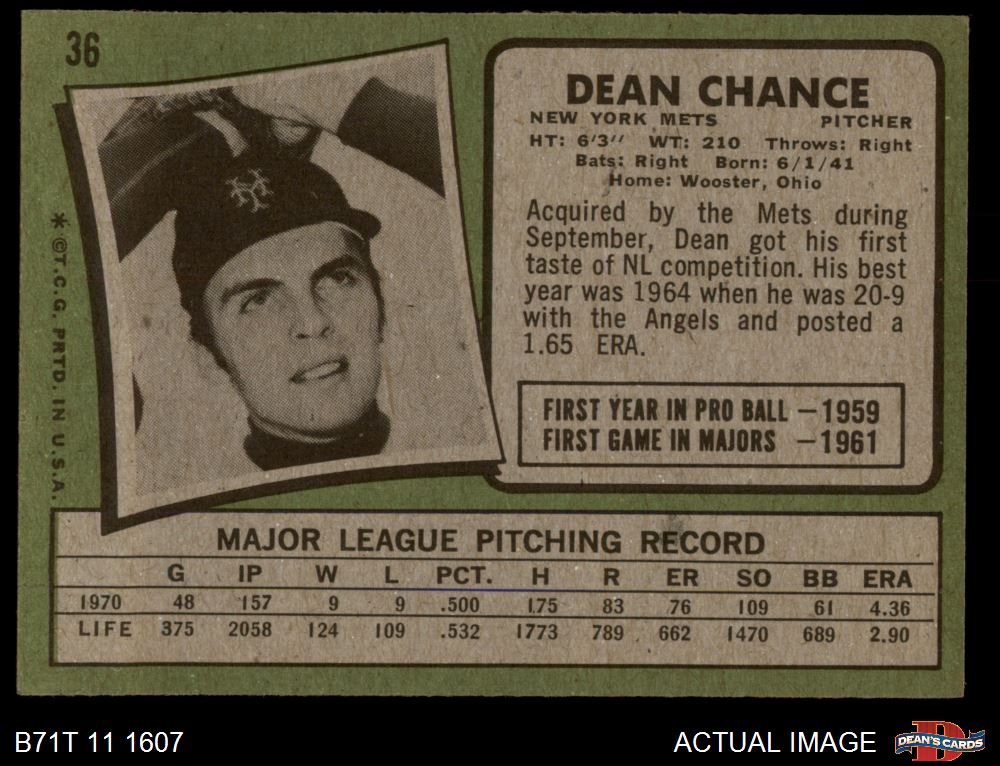 36
DEAN CHANCE
NEW YORK METS PITCHER
HT: 6'3" WT: 210 Throws: Right
Bats: Right Born: 6/1/41
Home: Wooster, Ohio
Acquired by the Mets during
September, Dean got his first
taste of NL competition. His best
year was 1964 when he was 20-9
with the Angels and posted a
1.65 ERA.
FIRST YEAR IN PRO BALL – 1959
FIRST GAME IN MAJORS – 1961
* © T.C.G. PRTD. IN U.S.A.
MAJOR LEAGUE PITCHING RECORD
G IP W L PCT. H R ER SO BB ERA
1970 48 157 9 9 .500 175 83 76 109 61 4.36
LIFE 375 2058 124 109 .532 1773 789 662 1470 689 2.90
B71T 11 1607
ACTUAL IMAGE
D
DEAN'S CARDS